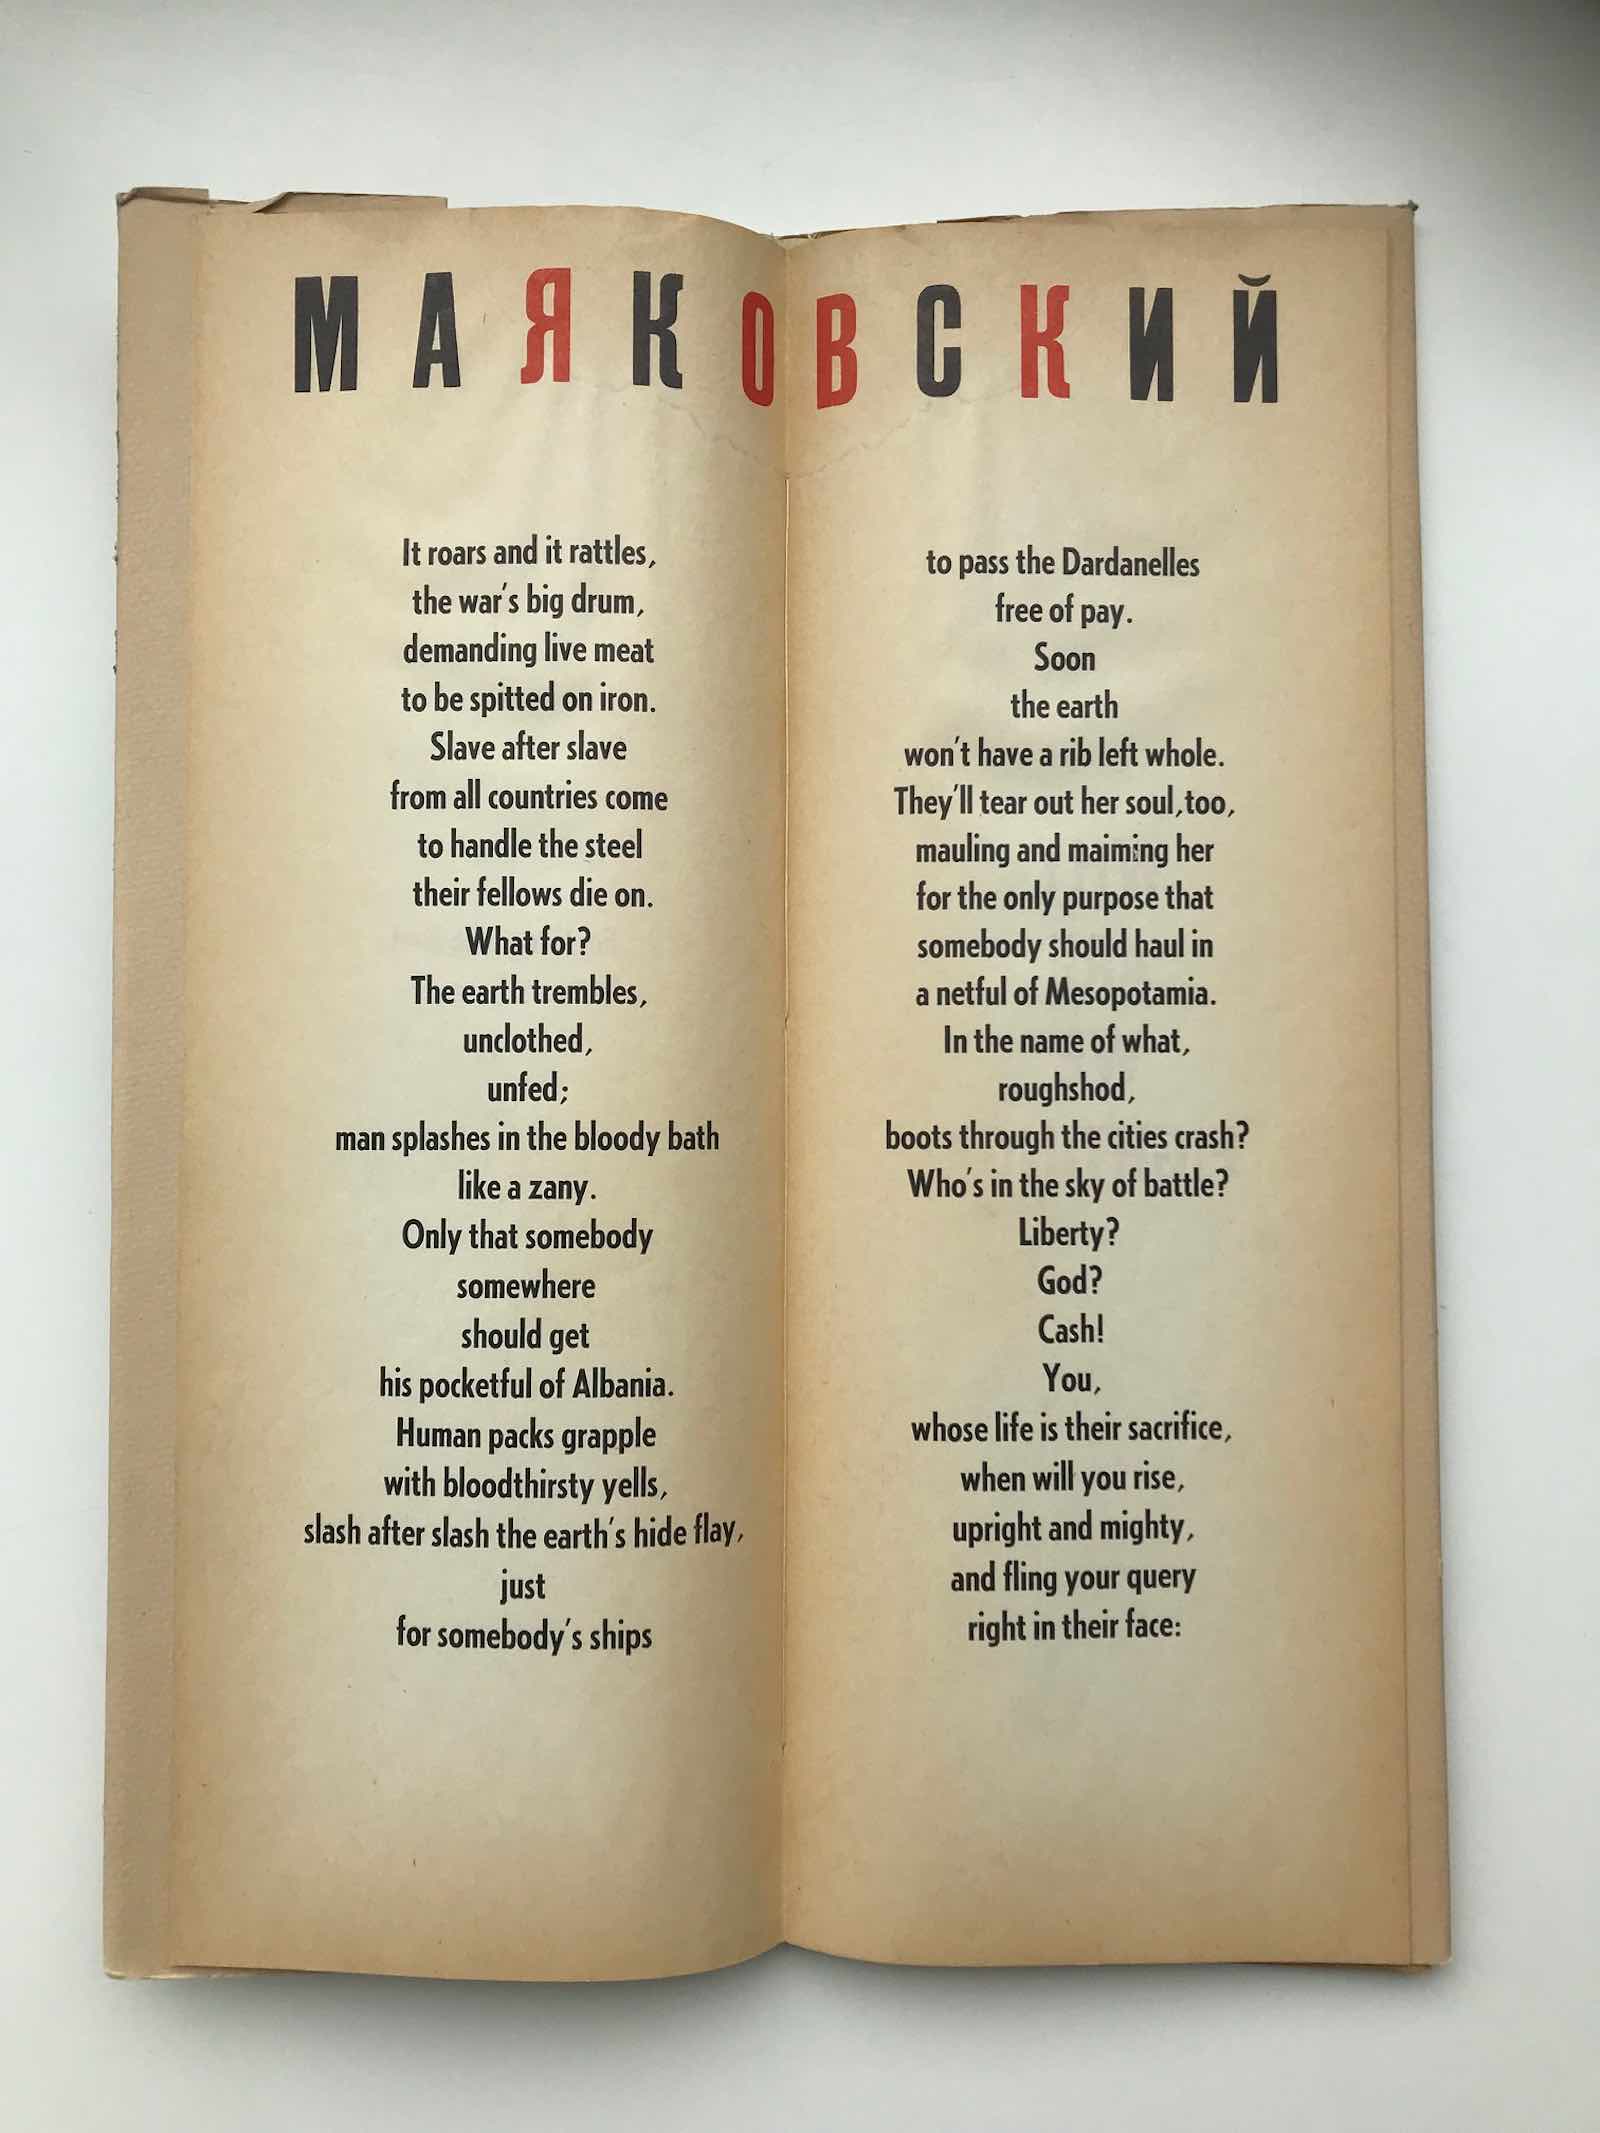 МАЯКОВСКИЙ
It roars and it rattles,
the war's big drum,
demanding live meat
to be spitted on iron.
Slave after slave
from all countries come
to handle the steel
their fellows die on.
What for?
The earth trembles,
unclothed,
unfed;
man splashes in the bloody bath
like a zany.
Only that somebody
somewhere
should get
his pocketful of Albania.
Human packs grapple
with bloodthirsty yells,
slash after slash the earth's hide flay,
just
for somebody's ships
to pass the Dardanelles
free of pay.
Soon
the earth
won't have a rib left whole.
They'll tear out her soul,too,
mauling and maiming her
for the only purpose that
somebody should haul in
a netful of Mesopotamia.
In the name of what,
roughshod,
boots through the cities crash?
Who's in the sky of battle?
Liberty?
God?
Cash!
You,
whose life is their sacrifice,
when will you rise,
upright and mighty,
and fling your query
right in their face: